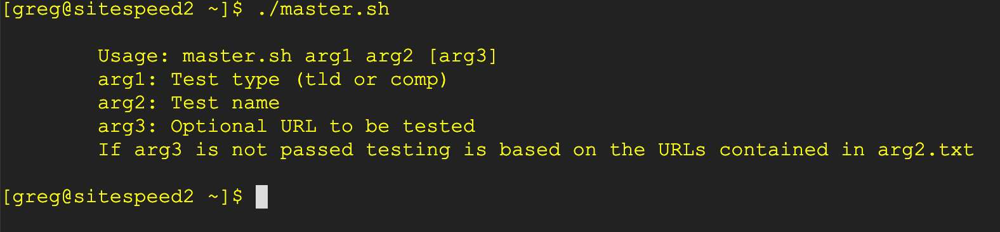 [greg@sitespeed2 ~]$ ./master.sh
Usage: master.sh arg1 arg2 [arg3]
arg1: Test type (tld or comp)
arg2: Test name
arg3: Optional URL to be tested
If arg3 is not passed testing is based on the URLs contained in arg2.txt
[greg@sitespeed2 ~]$